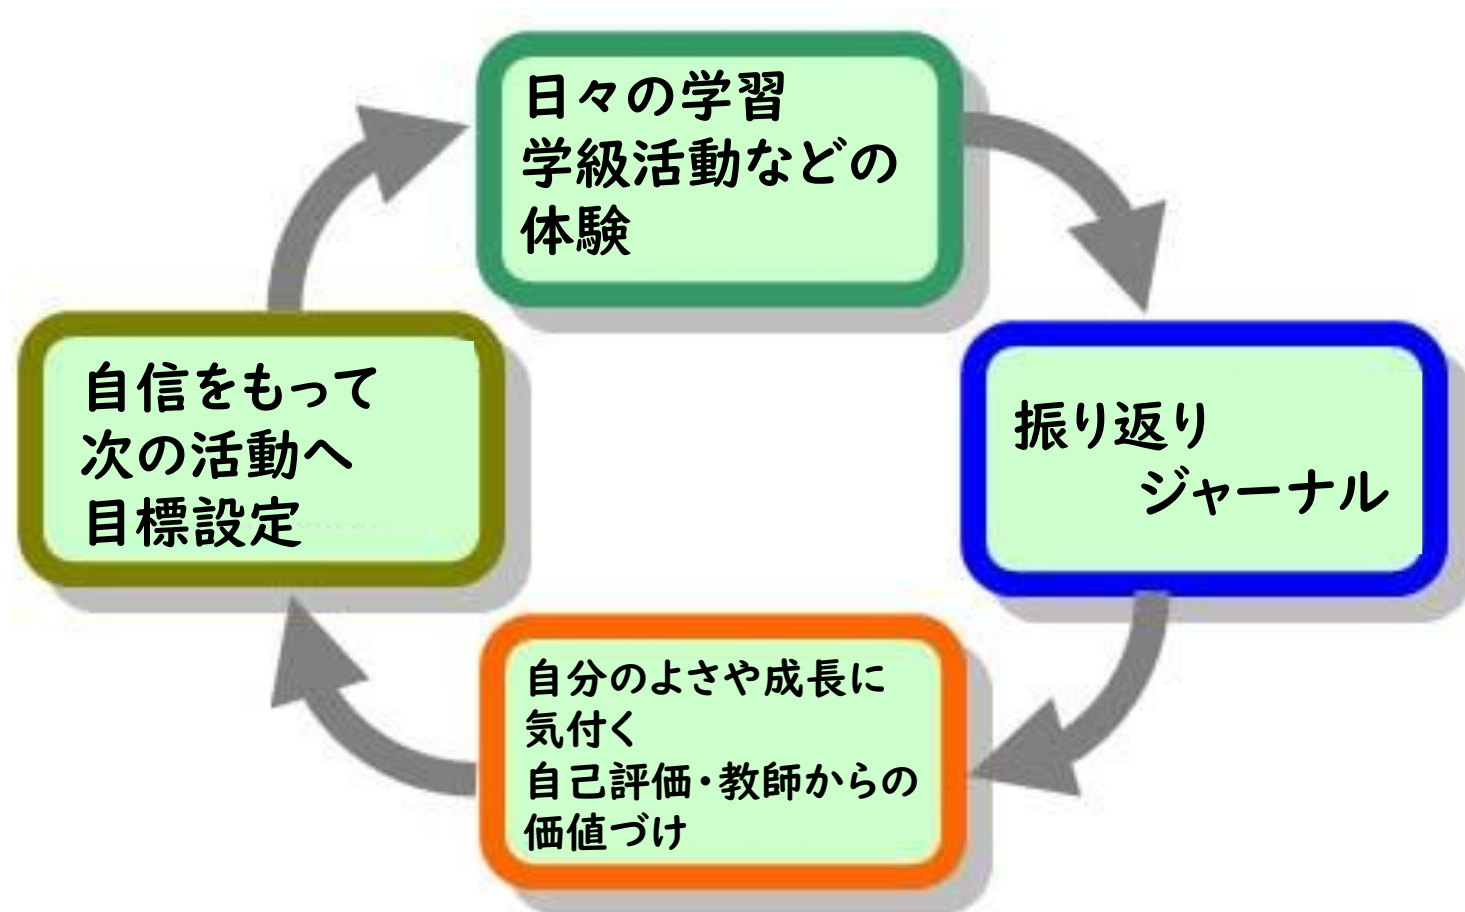 日々の学習
学級活動などの
体験
振り返り
ジャーナル
自分のよさや成長に
気付く
自己評価・教師からの
価値づけ
自信をもって
次の活動へ
目標設定